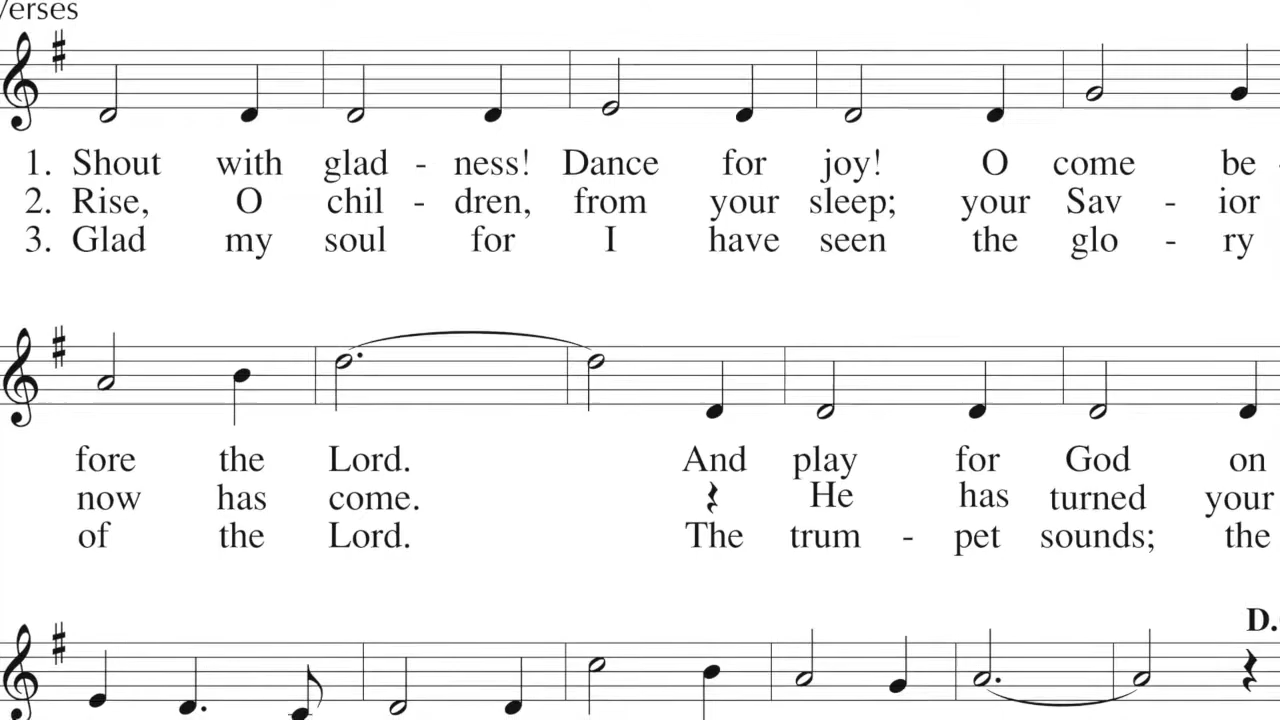 Verses
1. Shout with glad - ness! Dance for joy! O come be -
2. Rise, O chil - dren, from your sleep; your Sav - ior
3. Glad my soul for I have seen the glo - ry
fore the Lord. And play for God on
now has come. He has turned your
of the Lord. The trum - pet sounds; the
D.